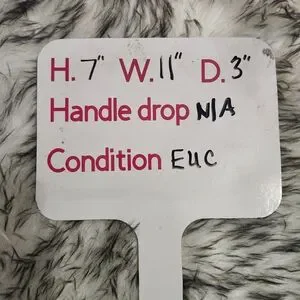 H. 7" W. 11" D. 3"
Handle drop N/A
Condition EUC